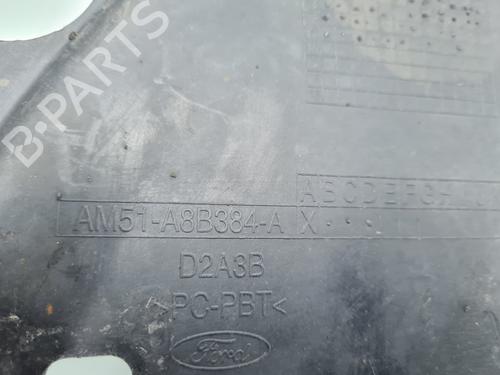 B-PARTS
ABCDEFGH
AM51-A8B384-A X
D2A3B
>PC-PBT<
Ford